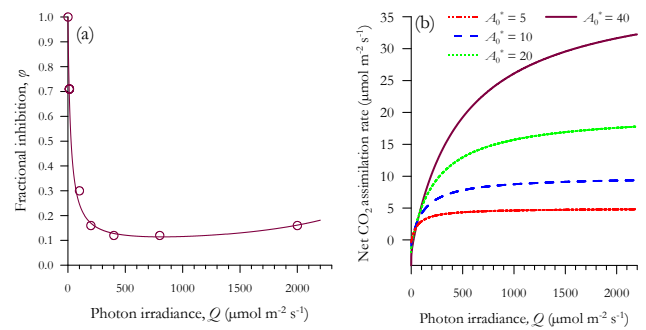 (a)
Fractional inhibition, φ
1.0
0.9
0.8
0.7
0.6
0.5
0.4
0.3
0.2
0.1
0.0
0 500 1000 1500 2000
Photon irradiance, Q (μmol m⁻² s⁻¹)
(b)
A₀* = 5 A₀* = 40
A₀* = 10
A₀* = 20
Net CO₂ assimilation rate (μmol m⁻² s⁻¹)
35
30
25
20
15
10
5
0
0 500 1000 1500 2000
Photon irradiance, Q (μmol m⁻² s⁻¹)